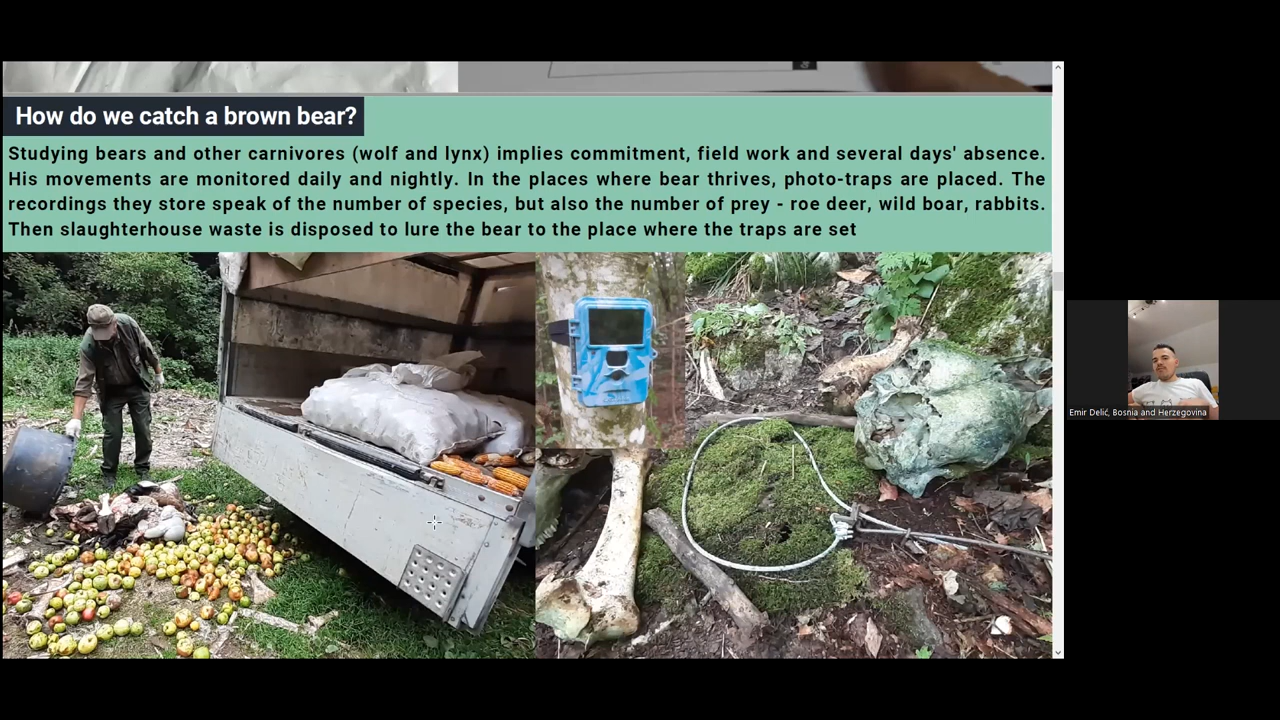 How do we catch a brown bear?
Studying bears and other carnivores (wolf and lynx) implies commitment, field work and several days' absence.
His movements are monitored daily and nightly. In the places where bear thrives, photo-traps are placed. The
recordings they store speak of the number of species, but also the number of prey - roe deer, wild boar, rabbits.
Then slaughterhouse waste is disposed to lure the bear to the place where the traps are set
Emir Delić, Bosnia and Herzegovina